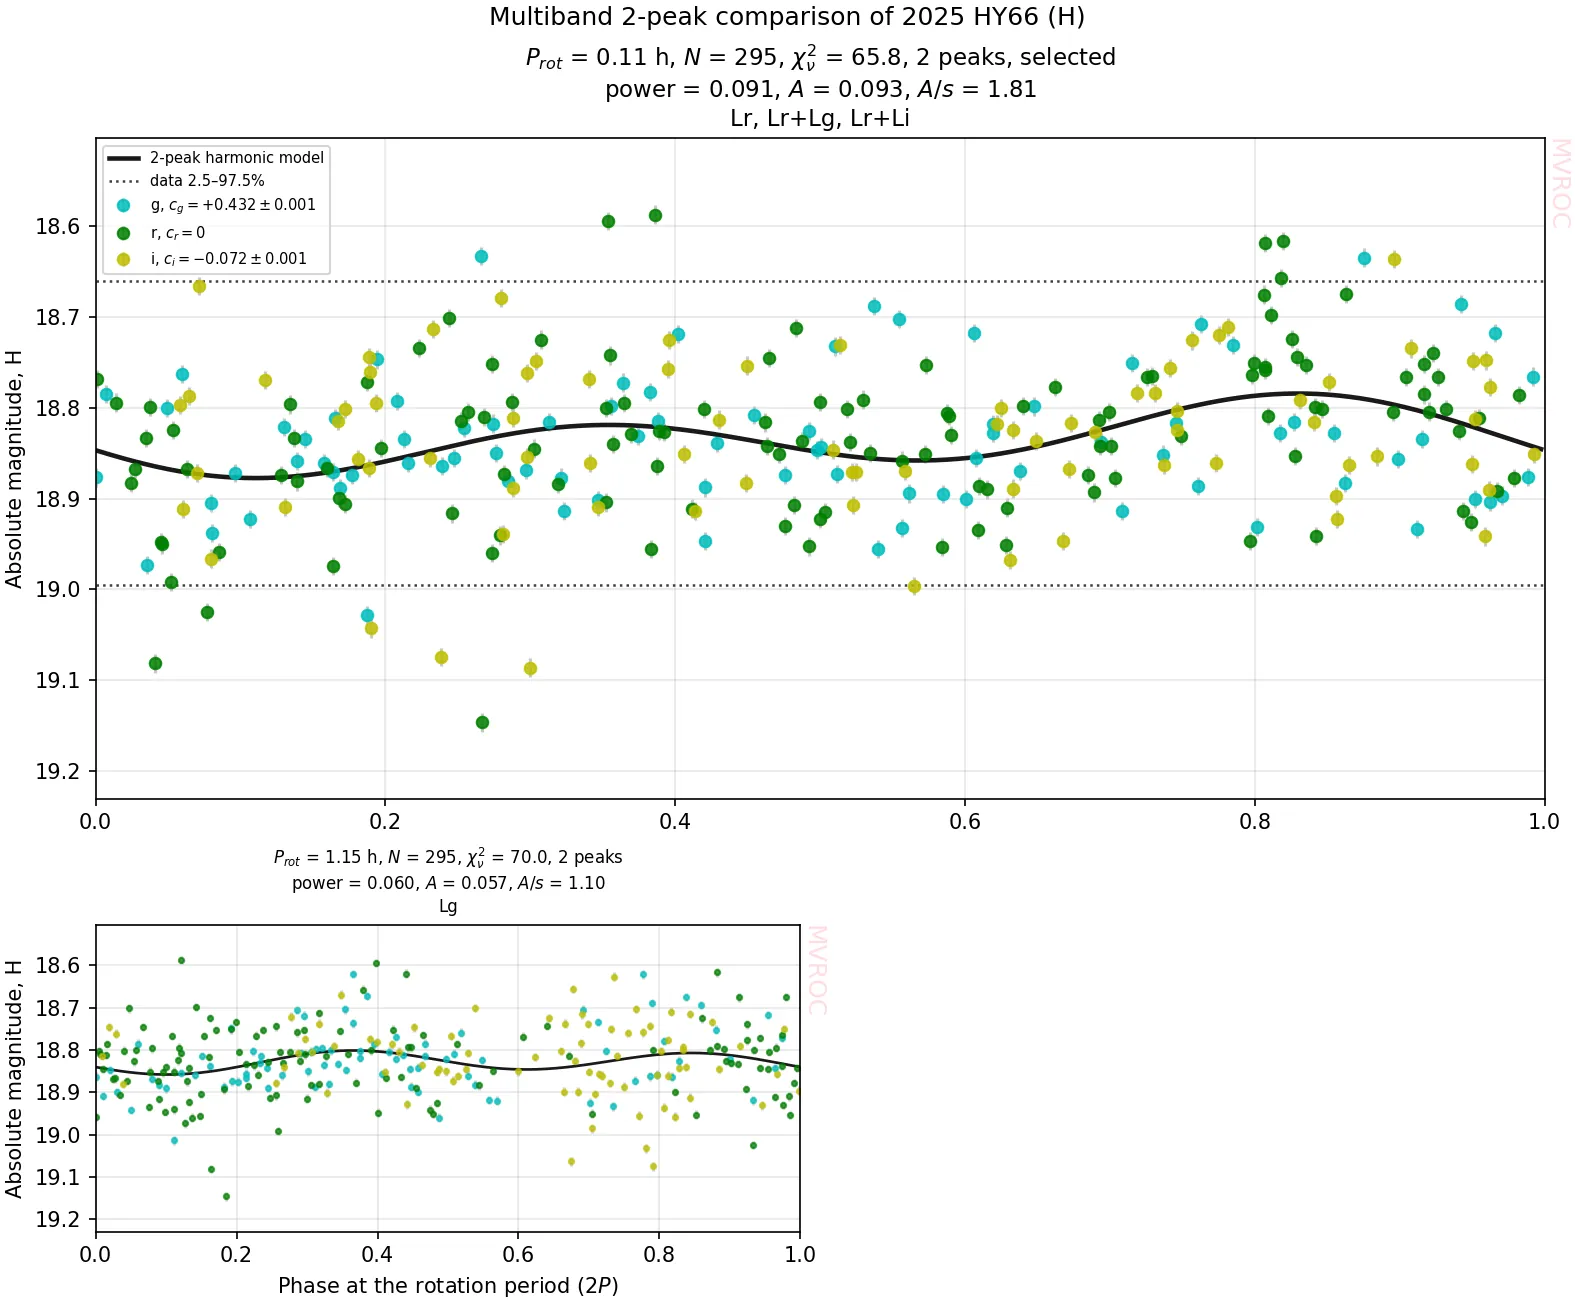 Multiband 2-peak comparison of 2025 HY66 (H)
P_rot = 0.11 h, N = 295, χ²_ν = 65.8, 2 peaks, selected
power = 0.091, A = 0.093, A/s = 1.81
Lr, Lr+Lg, Lr+Li
2-peak harmonic model
data 2.5–97.5%
g, c_g = +0.432 ± 0.001
r, c_r = 0
i, c_i = −0.072 ± 0.001
MVROC
Absolute magnitude, H
18.6
18.7
18.8
18.9
19.0
19.1
19.2
0.0 0.2 0.4 0.6 0.8 1.0
P_rot = 1.15 h, N = 295, χ²_ν = 70.0, 2 peaks
power = 0.060, A = 0.057, A/s = 1.10
Lg
MVROC
Absolute magnitude, H
18.6
18.7
18.8
18.9
19.0
19.1
19.2
0.0 0.2 0.4 0.6 0.8 1.0
Phase at the rotation period (2P)